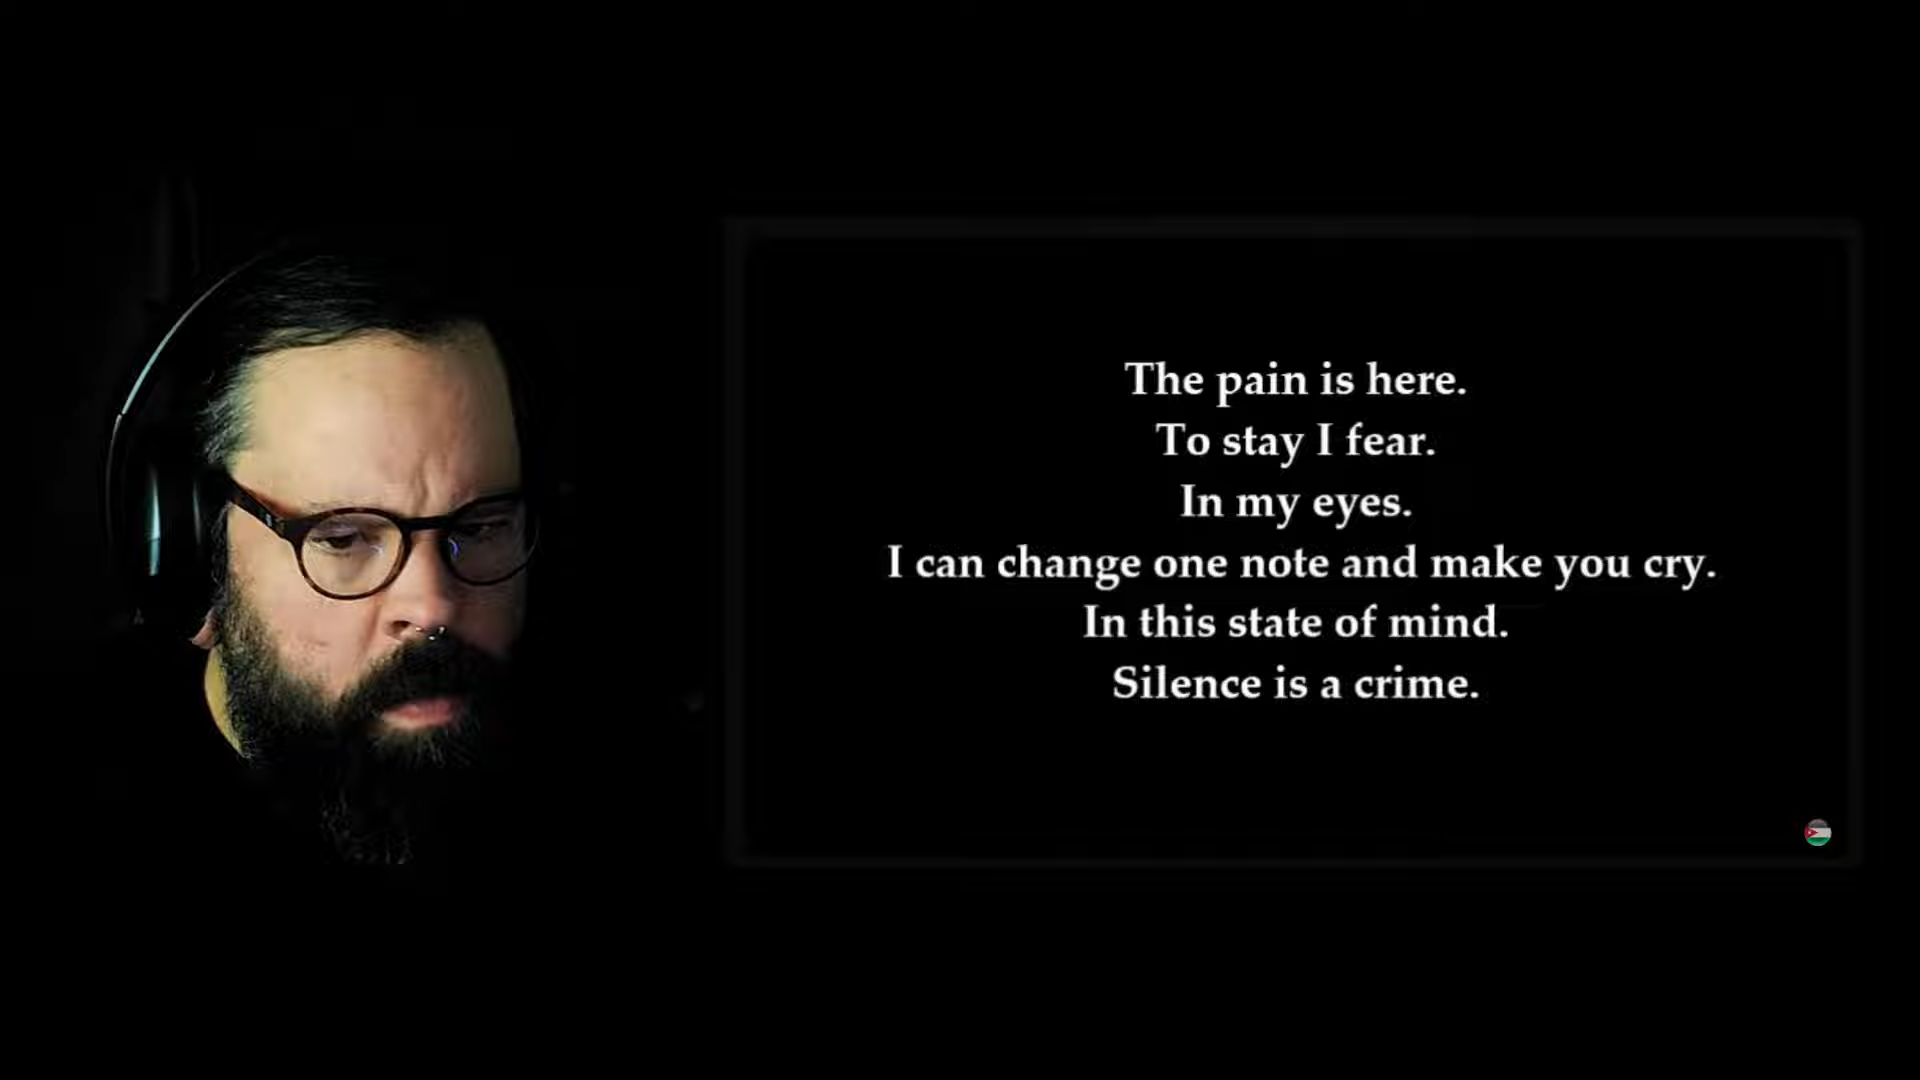 The pain is here.
To stay I fear.
In my eyes.
I can change one note and make you cry.
In this state of mind.
Silence is a crime.